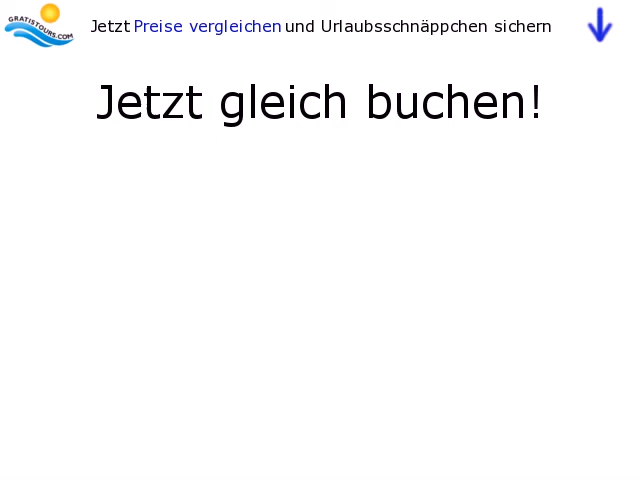 GRATISTOURS.COM
Jetzt Preise vergleichen und Urlaubsschnäppchen sichern
Jetzt gleich buchen!